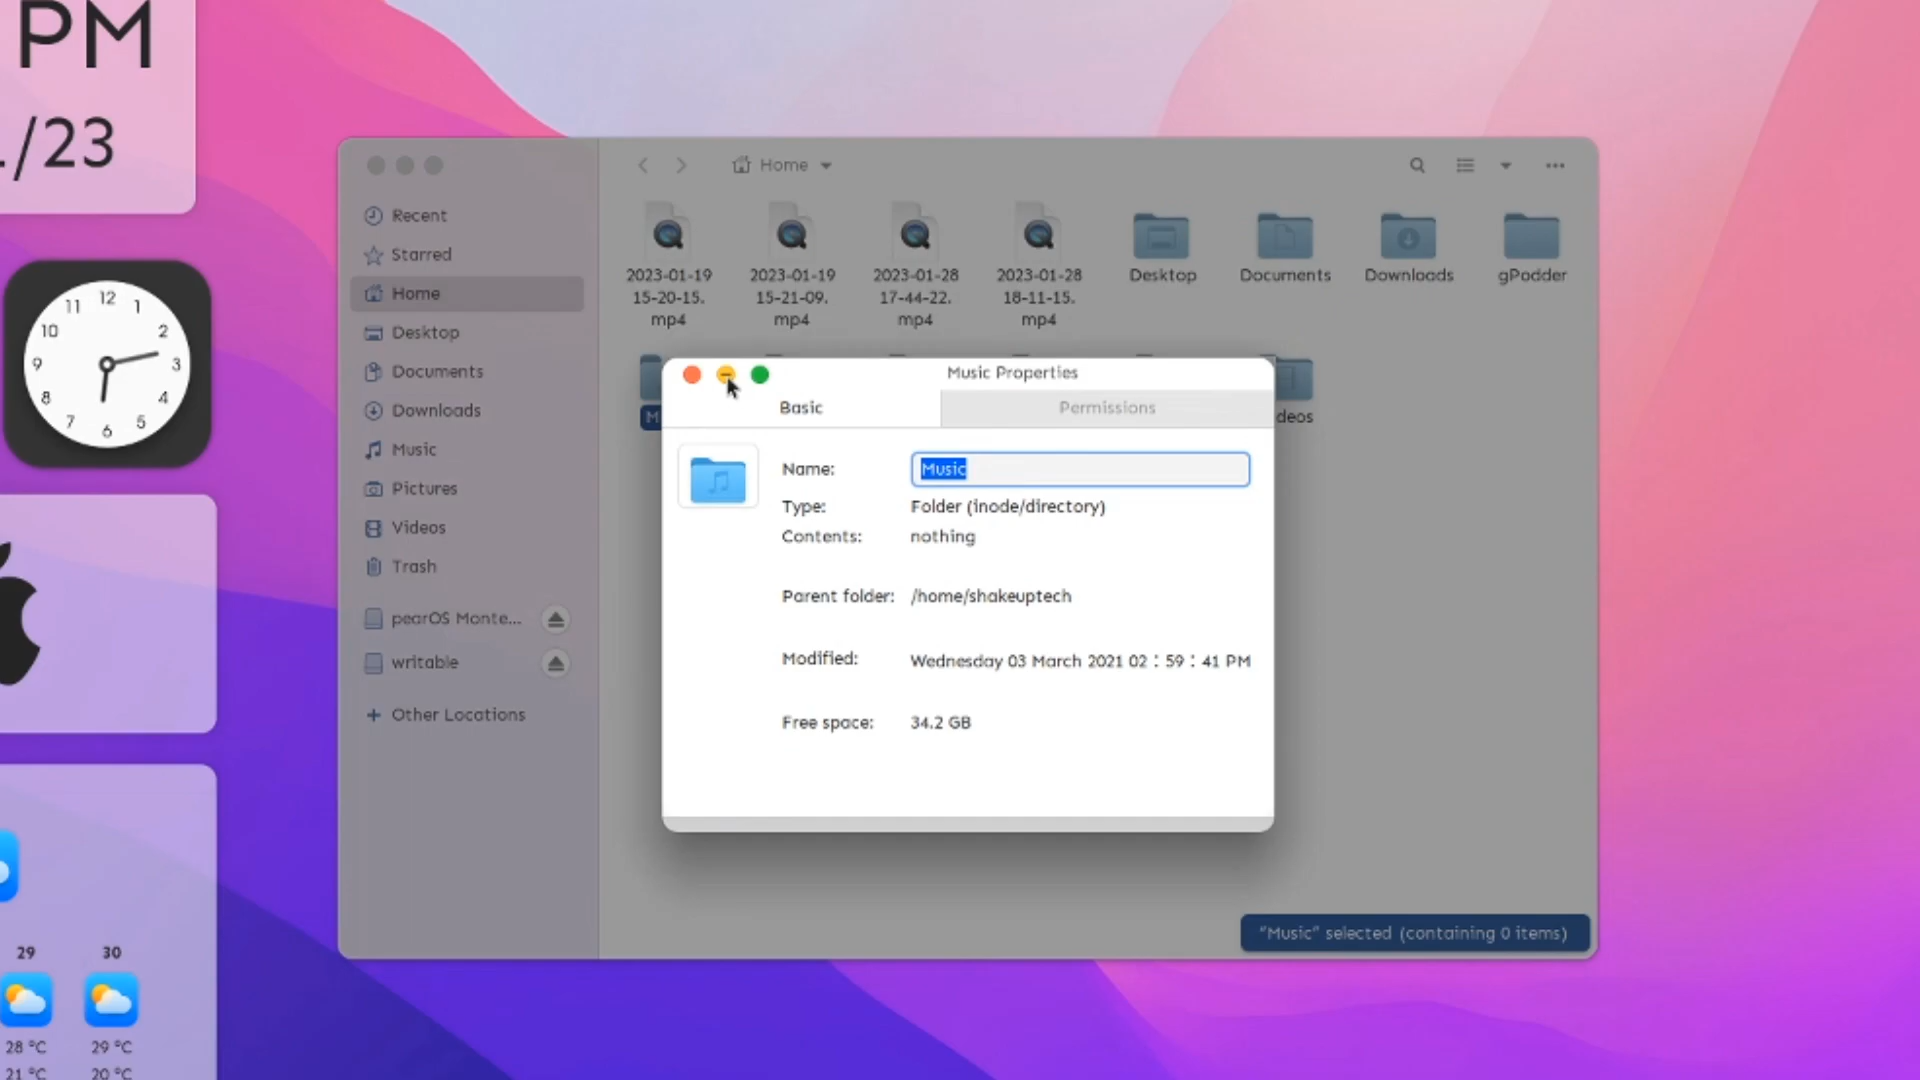 PM
/23
12
11
1
10
2
9
3
8
4
7
5
6
29
30
28 °C
29 °C
21 °C
20 °C
Home
Recent
Starred
Home
Desktop
Documents
Downloads
Music
Pictures
Videos
Trash
pearOS Monte...
writable
Other Locations
2023-01-19
15-20-15.
mp4
2023-01-19
15-21-09.
mp4
2023-01-28
17-44-22.
mp4
2023-01-28
18-11-15.
mp4
Desktop
Documents
Downloads
gPodder
M
deos
Music Properties
Basic
Permissions
Name:
Music
Type:
Folder (inode/directory)
Contents:
nothing
Parent folder:
/home/shakeuptech
Modified:
Wednesday 03 March 2021 02 : 59 : 41 PM
Free space:
34.2 GB
“Music” selected (containing 0 items)